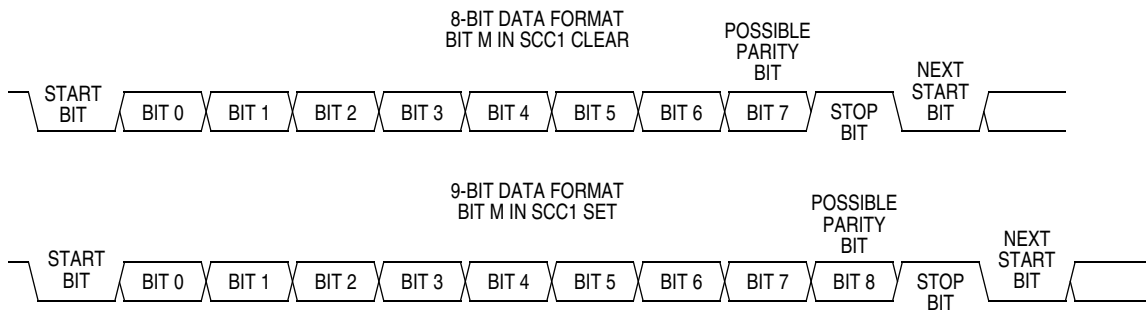 8-BIT DATA FORMAT
BIT M IN SCC1 CLEAR
POSSIBLE
PARITY
BIT
NEXT
START
BIT
START
BIT
BIT 0
BIT 1
BIT 2
BIT 3
BIT 4
BIT 5
BIT 6
BIT 7
STOP
BIT
9-BIT DATA FORMAT
BIT M IN SCC1 SET
POSSIBLE
PARITY
BIT
NEXT
START
BIT
START
BIT
BIT 0
BIT 1
BIT 2
BIT 3
BIT 4
BIT 5
BIT 6
BIT 7
BIT 8
STOP
BIT